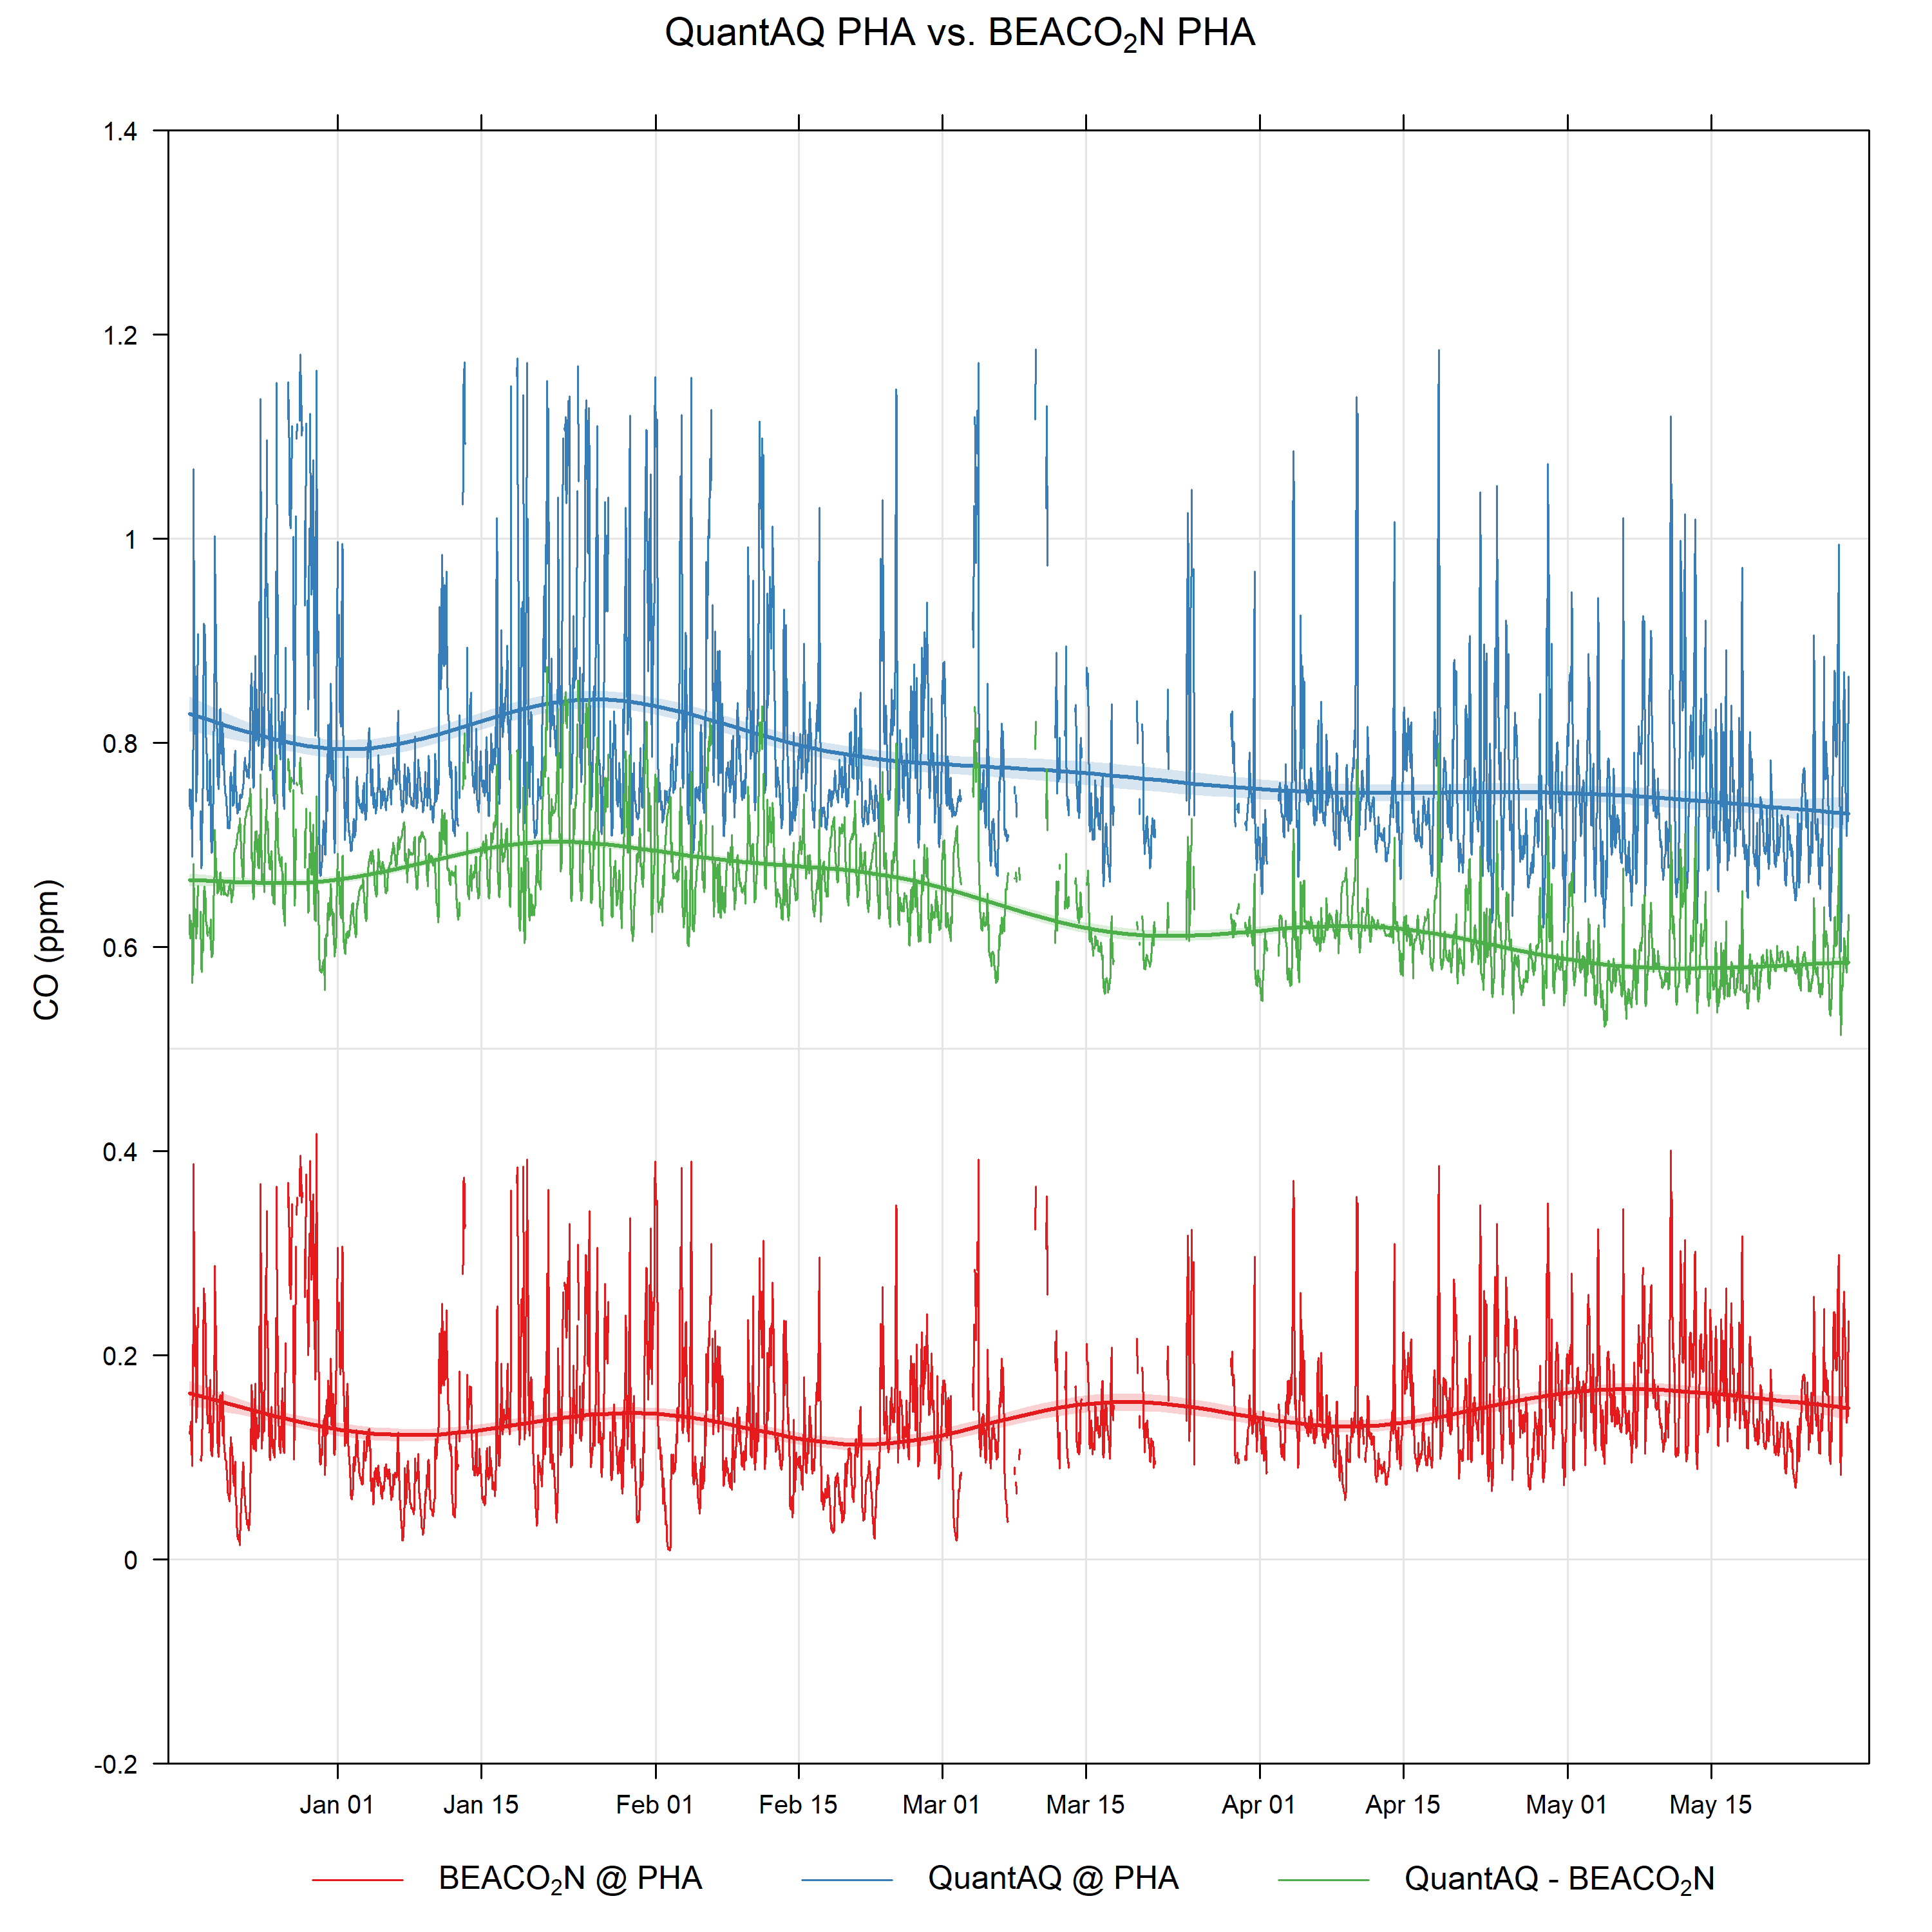 QuantAQ PHA vs. BEACO₂N PHA
1.4
1.2
1
0.8
0.6
0.4
0.2
0
-0.2
CO (ppm)
Jan 01 Jan 15 Feb 01 Feb 15 Mar 01 Mar 15 Apr 01 Apr 15 May 01 May 15
BEACO₂N @ PHA QuantAQ @ PHA QuantAQ - BEACO₂N